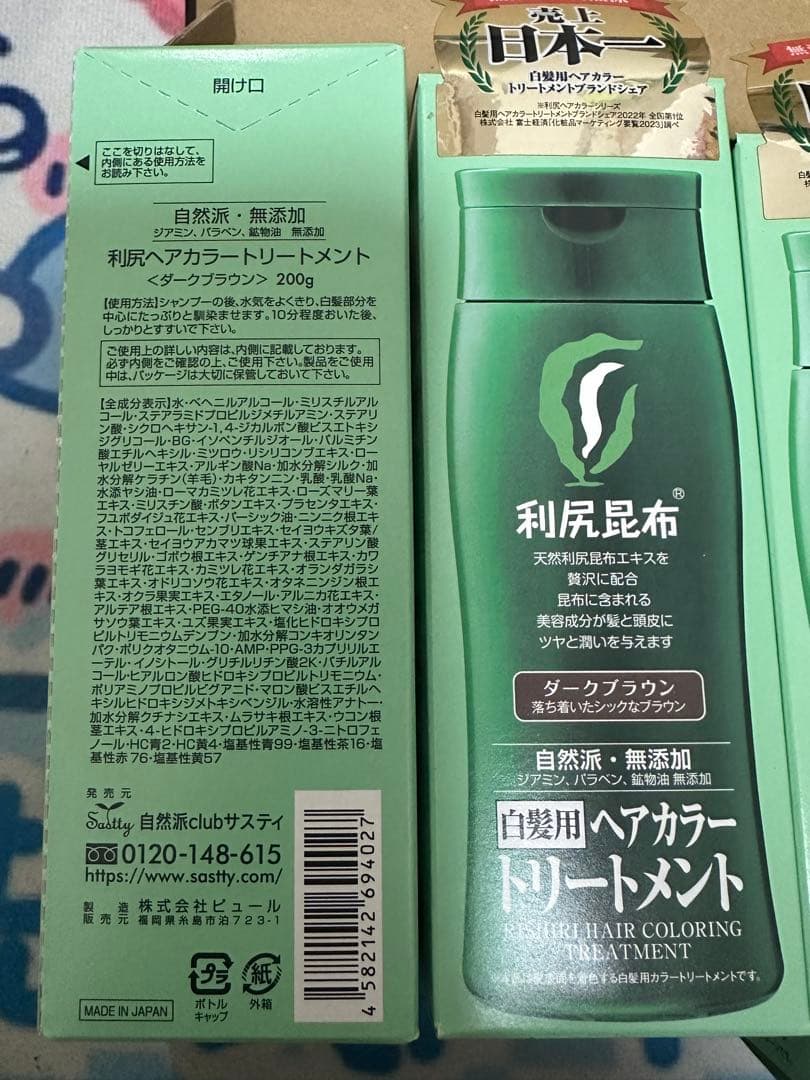 開け口
ここを切りはなして、
内側にある使用方法を
お読み下さい。
自然派・無添加
ジアミン、パラベン、鉱物油 無添加
利尻ヘアカラートリートメント
<ダークブラウン> 200g
【使用方法】シャンプーの後、水気をよくきり、白髪部分を
中心にたっぷりと馴染ませます。10分程度おいた後、
しっかりとすすいで下さい。
ご使用上の詳しい内容は、内側に記載しております。
必ず内側をご確認の上、ご使用下さい。製品をご使用
中は、パッケージは大切に保管しておいて下さい。
【全成分表示】水・ベヘニルアルコール・ミリスチルアル
コール・ステアラミドプロピルジメチルアミン・ステアリ
ン酸・シクロヘキサン-1,4-ジカルボン酸ビスエトキシ
ジグリコール・BG・イソペンチルジオール・パルミチン
酸エチルヘキシル・ミツロウ・リシリコンブエキス・ロー
ヤルゼリーエキス・アルギン酸Na・加水分解シルク・加
水分解ケラチン(羊毛)・カキタンニン・乳酸・乳酸Na・
水添ヤシ油・ローマカミツレ花エキス・ローズマリー葉
エキス・ミリスチン酸・ボタンエキス・プラセンタエキス・
フユボダイジュ花エキス・パーシック油・ニンニク根エキ
ス・トコフェロール・センブリエキス・セイヨウキズタ葉/
茎エキス・セイヨウアカマツ球果エキス・ステアリン酸
グリセリル・ゴボウ根エキス・ゲンチアナ根エキス・カワ
ラヨモギ花エキス・カミツレ花エキス・オランダガラシ
葉エキス・オドリコソウ花エキス・オタネニンジン根エ
キス・オクラ果実エキス・エタノール・アルニカ花エキス・
アルテア根エキス・PEG-40水添ヒマシ油・オオウメガ
サソウ葉エキス・ユズ果実エキス・塩化ヒドロキシプロ
ピルトリモニウムデンプン・加水分解コンキオリンタン
パク・ポリクオタニウム-10・AMP・PPG-3カプリリルエ
ーテル・イノシトール・グリチルリチン酸2K・バチルアル
コール・ヒアルロン酸ヒドロキシプロピルトリモニウム・
ポリアミノプロピルビグアニド・マロン酸ビスエチルヘ
キシルヒドロキシジメトキシベンジル・水溶性アナトー・
加水分解クチナシエキス・ムラサキ根エキス・ウコン根
茎エキス・4-ヒドロキシプロピルアミノ-3-ニトロフェ
ノール・HC青2・HC黄4・塩基性青99・塩基性茶16・塩
基性赤76・塩基性黄57
発売元
Sastty 自然派clubサスティ
0120-148-615
https://www.sastty.com/
製造
販売元 株式会社ピュール
福岡県糸島市泊723-1
MADE IN JAPAN
プラ
ボトル
キャップ
紙
外箱
4 582142 694027
売上
日本一
白髪用ヘアカラー
トリートメントブランドシェア
※利尻ヘアカラーシリーズ
白髪用ヘアカラートリートメントブランドシェア2022年 全国第1位
株式会社 富士経済「化粧品マーケティング要覧2023」調べ
利尻昆布®
天然利尻昆布エキスを
贅沢に配合
昆布に含まれる
美容成分が髪と頭皮に
ツヤと潤いを与えます
ダークブラウン
落ち着いたシックなブラウン
自然派・無添加
ジアミン、パラベン、鉱物油 無添加
白髪用 ヘアカラー
トリートメント
RISHIRI HAIR COLORING
TREATMENT